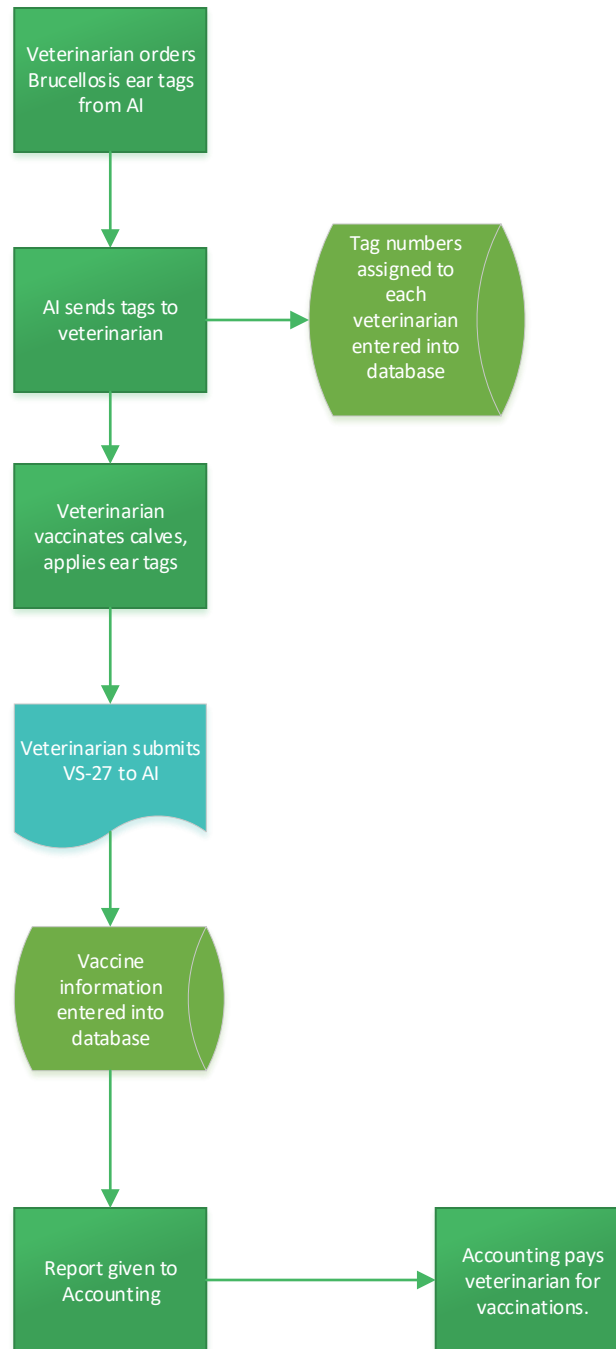 Veterinarian orders
Brucellosis ear tags
from AI
AI sends tags to
veterinarian
Tag numbers
assigned to
each
veterinarian
entered into
database
Veterinarian
vaccinates calves,
applies ear tags
Veterinarian submits
VS-27 to AI
Vaccine
information
entered into
database
Report given to
Accounting
Accounting pays
veterinarian for
vaccinations.